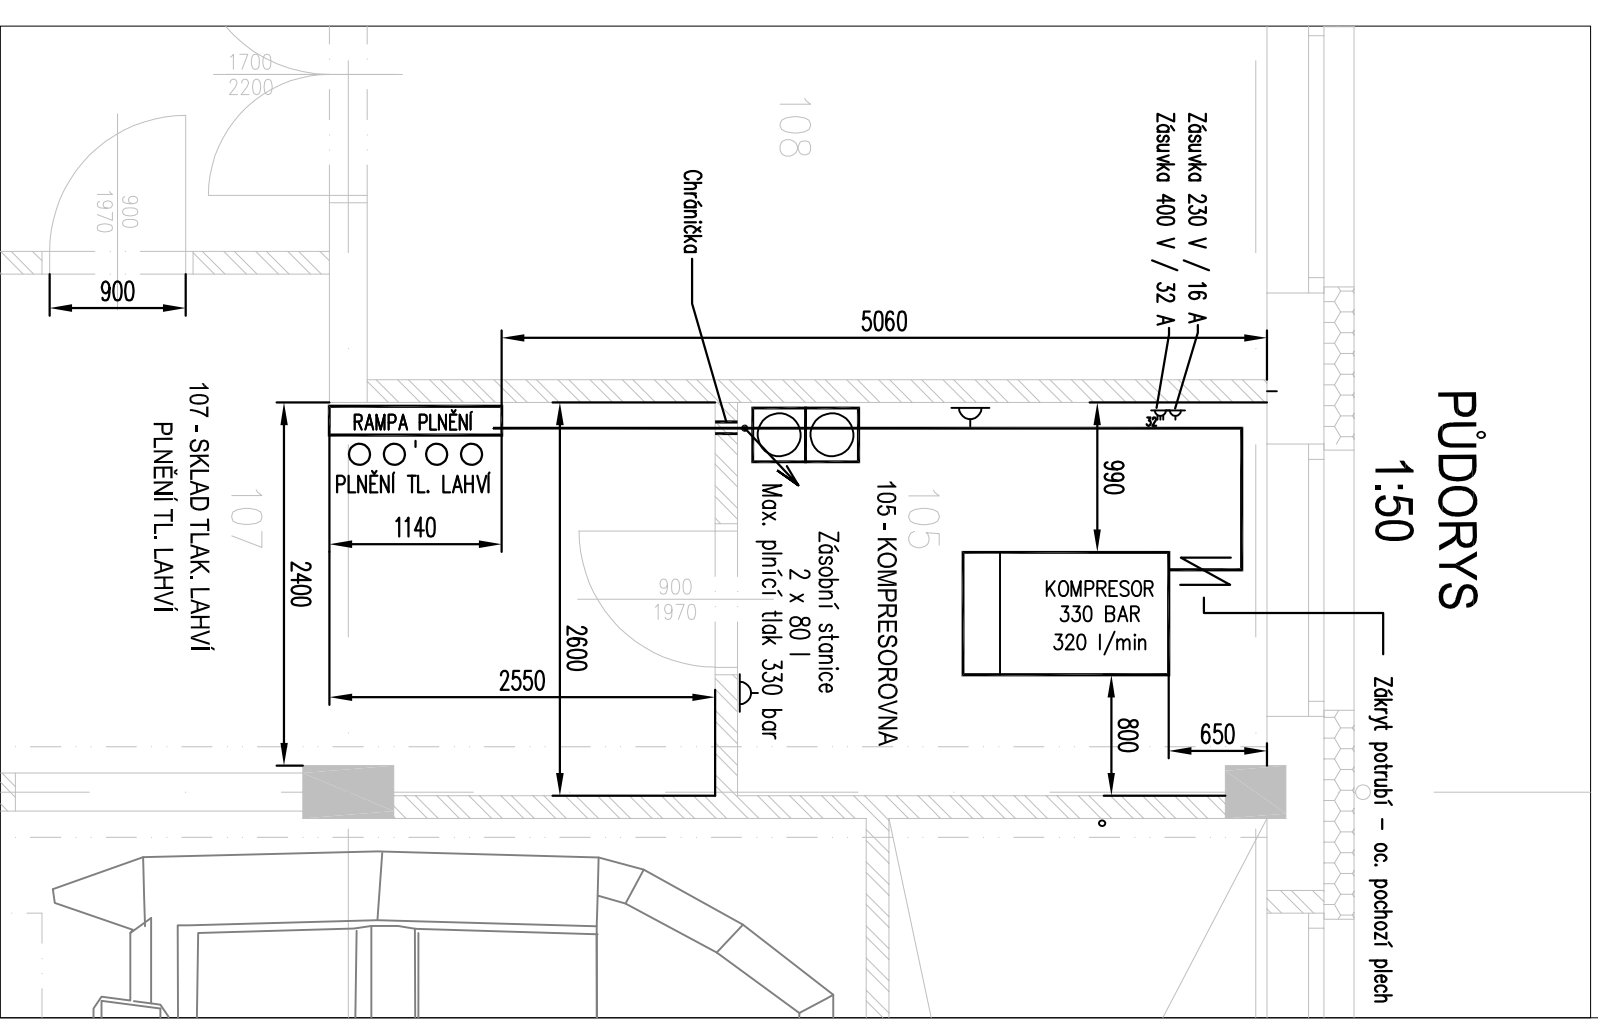 PŮDORYS
1:50
Zákryt potrubí – oc. pochozí plech
Zásuvka 230 V / 16 A
Zásuvka 400 V / 32 A
32
5060
990
KOMPRESOR
330 BAR
320 l/min
800
650
105
105 - KOMPRESOROVNA
Zásobní stanice
2 x 80 l
Max. plnící tlak 330 bar
108
Chránička
900
1970
2600
2550
RAMPA PLNĚNÍ
PLNĚNÍ TL. LAHVÍ
1140
2400
107
107 - SKLAD TLAK. LAHVÍ
PLNĚNÍ TL. LAHVÍ
1700
2200
900
1970
900